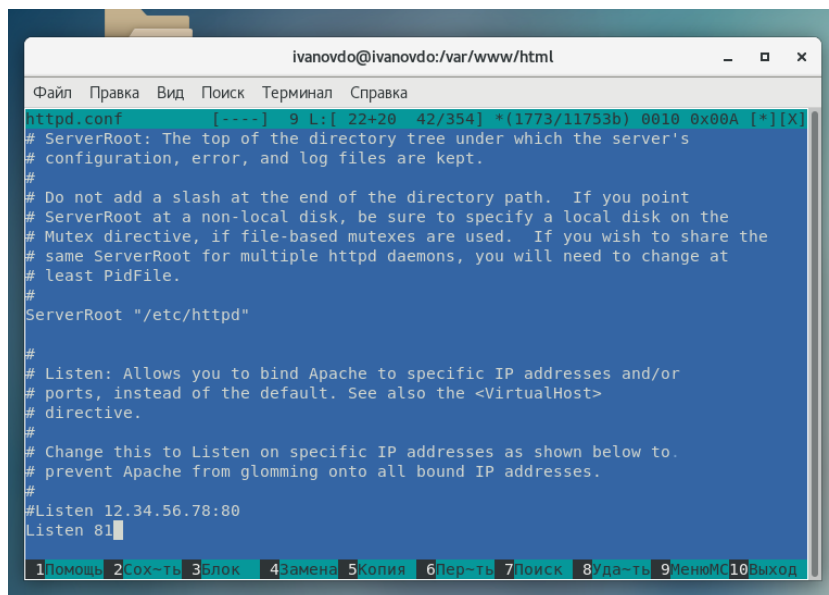 ivanovdo@ivanovdo:/var/www/html
Файл Правка Вид Поиск Терминал Справка
httpd.conf [----] 9 L:[ 22+20 42/354] *(1773/11753b) 0010 0x00A [*][X]
# ServerRoot: The top of the directory tree under which the server's
# configuration, error, and log files are kept.
#
# Do not add a slash at the end of the directory path.  If you point
# ServerRoot at a non-local disk, be sure to specify a local disk on the
# Mutex directive, if file-based mutexes are used.  If you wish to share the
# same ServerRoot for multiple httpd daemons, you will need to change at
# least PidFile.
#
ServerRoot "/etc/httpd"
#
# Listen: Allows you to bind Apache to specific IP addresses and/or
# ports, instead of the default. See also the <VirtualHost>
# directive.
#
# Change this to Listen on specific IP addresses as shown below to.
# prevent Apache from glomming onto all bound IP addresses.
#
#Listen 12.34.56.78:80
Listen 81
1Помощь 2Сох~ть 3Блок 4Замена 5Копия 6Пер~ть 7Поиск 8Уда~ть 9МенюMC 10Выход